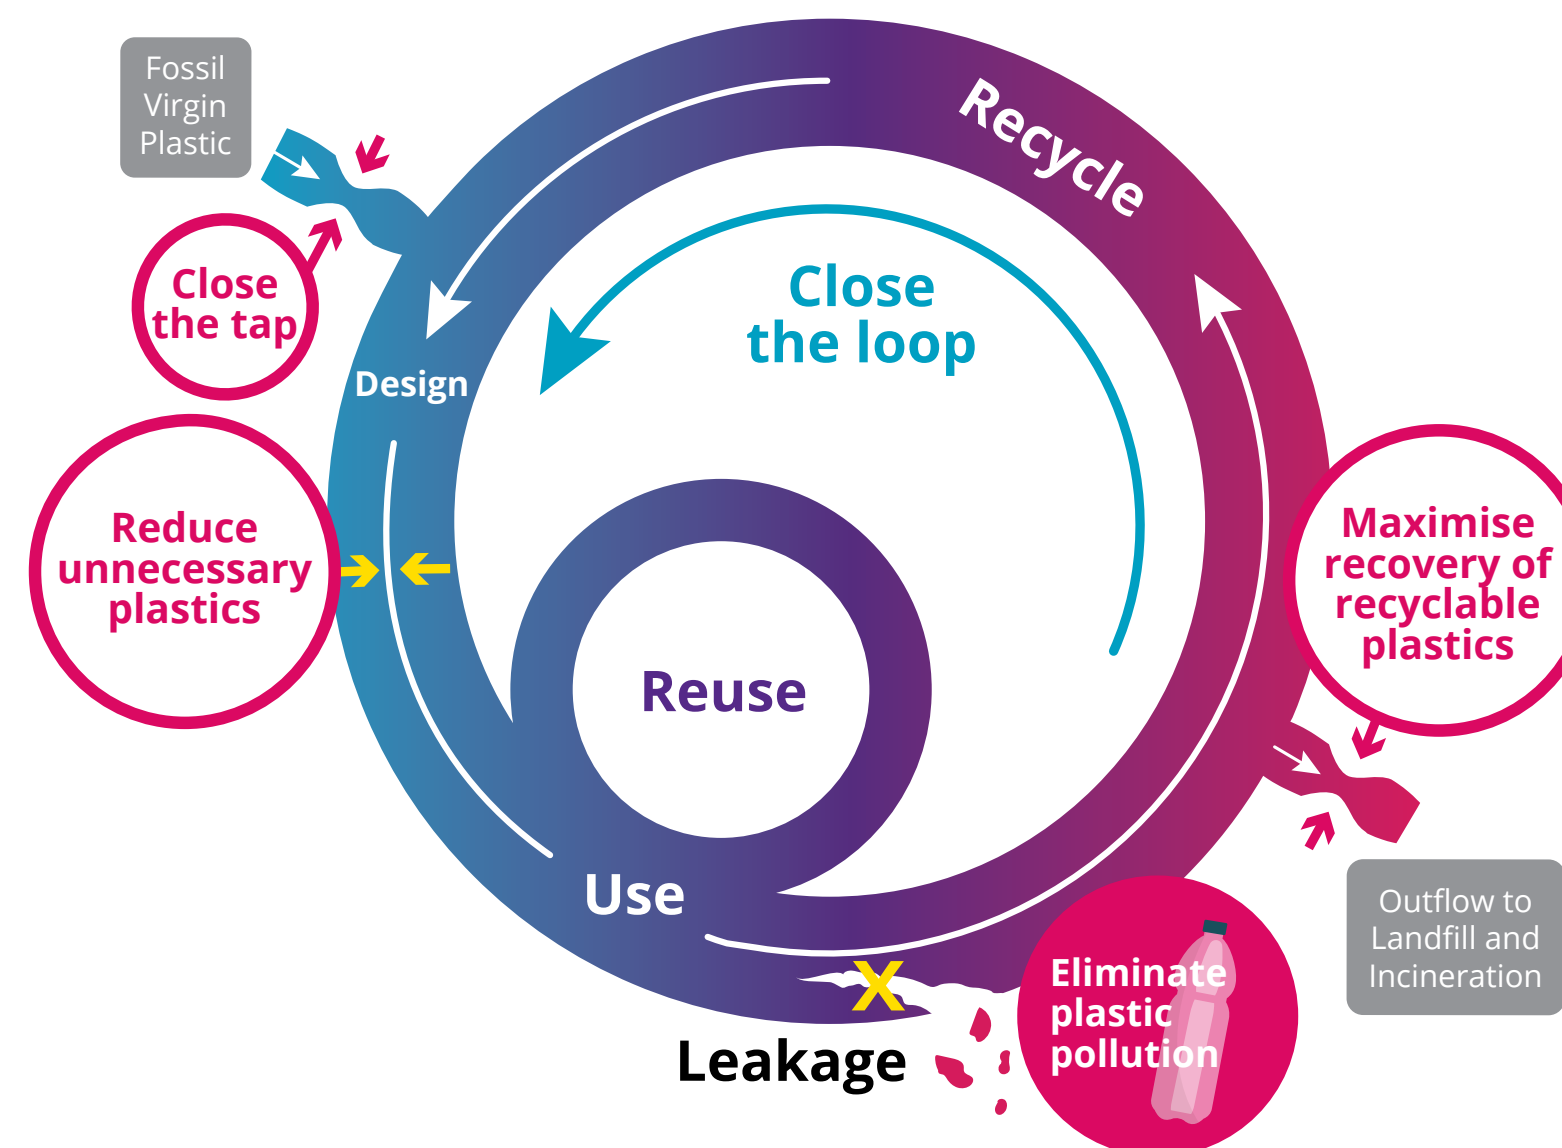 Fossil
Virgin
Plastic
Recycle
Close
the tap
Close
the loop
Design
Reduce
unnecessary
plastics
Maximise
recovery of
recyclable
plastics
Reuse
Use
X
Outflow to
Landfill and
Incineration
Eliminate
plastic
pollution
Leakage